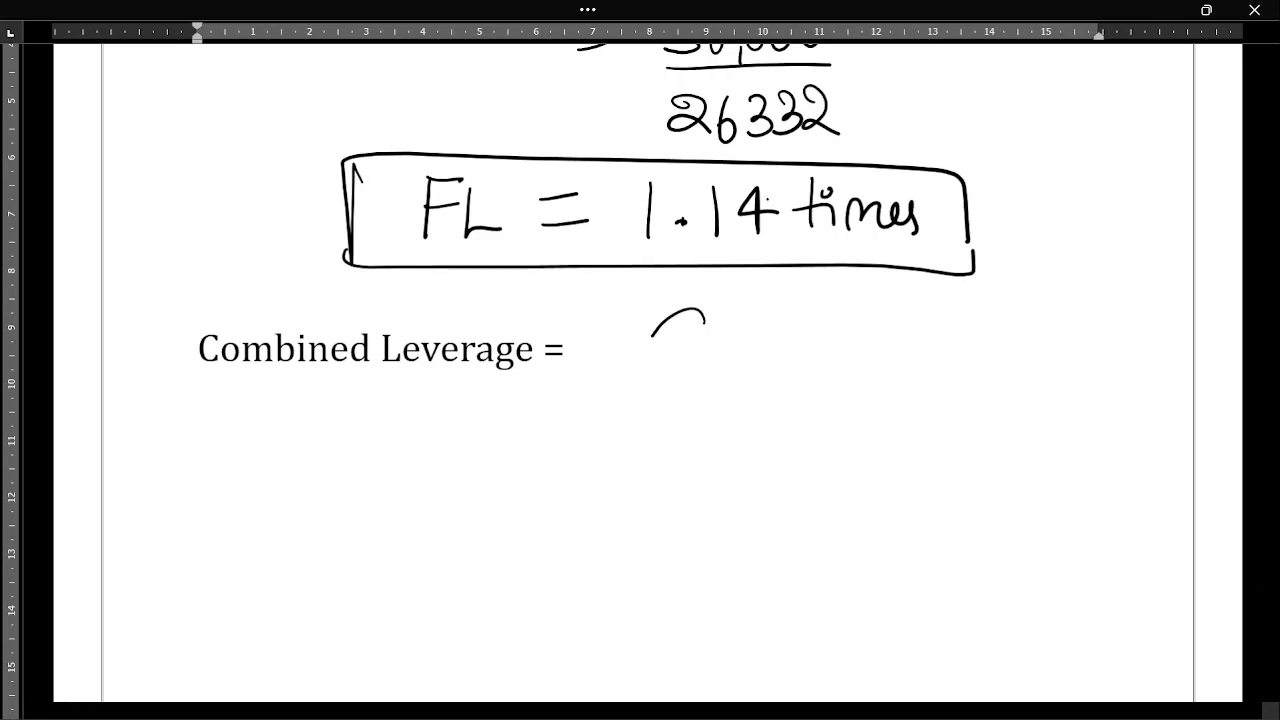 =
26332
FL = 1.14 times
Combined Leverage =